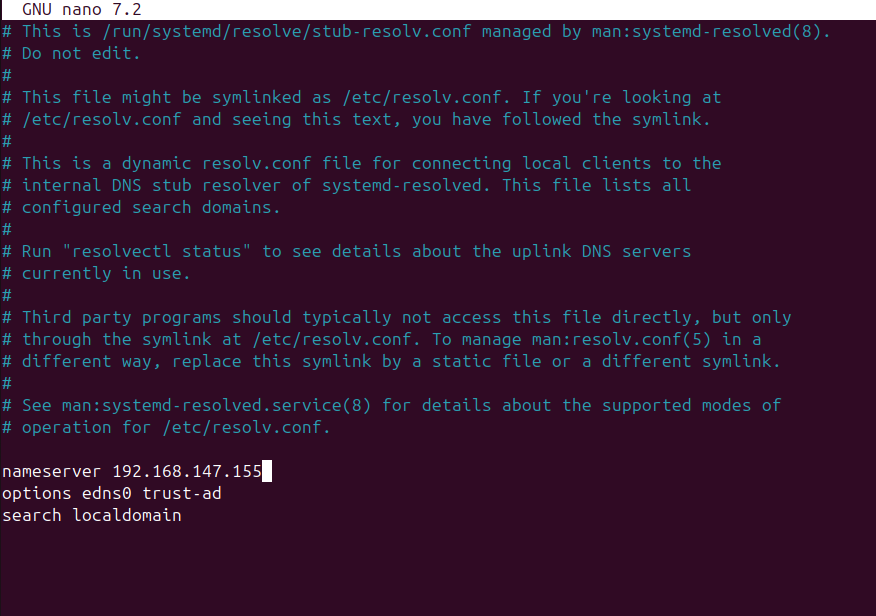 GNU nano 7.2
# This is /run/systemd/resolve/stub-resolv.conf managed by man:systemd-resolved(8).
# Do not edit.
#
# This file might be symlinked as /etc/resolv.conf. If you're looking at
# /etc/resolv.conf and seeing this text, you have followed the symlink.
#
# This is a dynamic resolv.conf file for connecting local clients to the
# internal DNS stub resolver of systemd-resolved. This file lists all
# configured search domains.
#
# Run "resolvectl status" to see details about the uplink DNS servers
# currently in use.
#
# Third party programs should typically not access this file directly, but only
# through the symlink at /etc/resolv.conf. To manage man:resolv.conf(5) in a
# different way, replace this symlink by a static file or a different symlink.
#
# See man:systemd-resolved.service(8) for details about the supported modes of
# operation for /etc/resolv.conf.
nameserver 192.168.147.155
options edns0 trust-ad
search localdomain